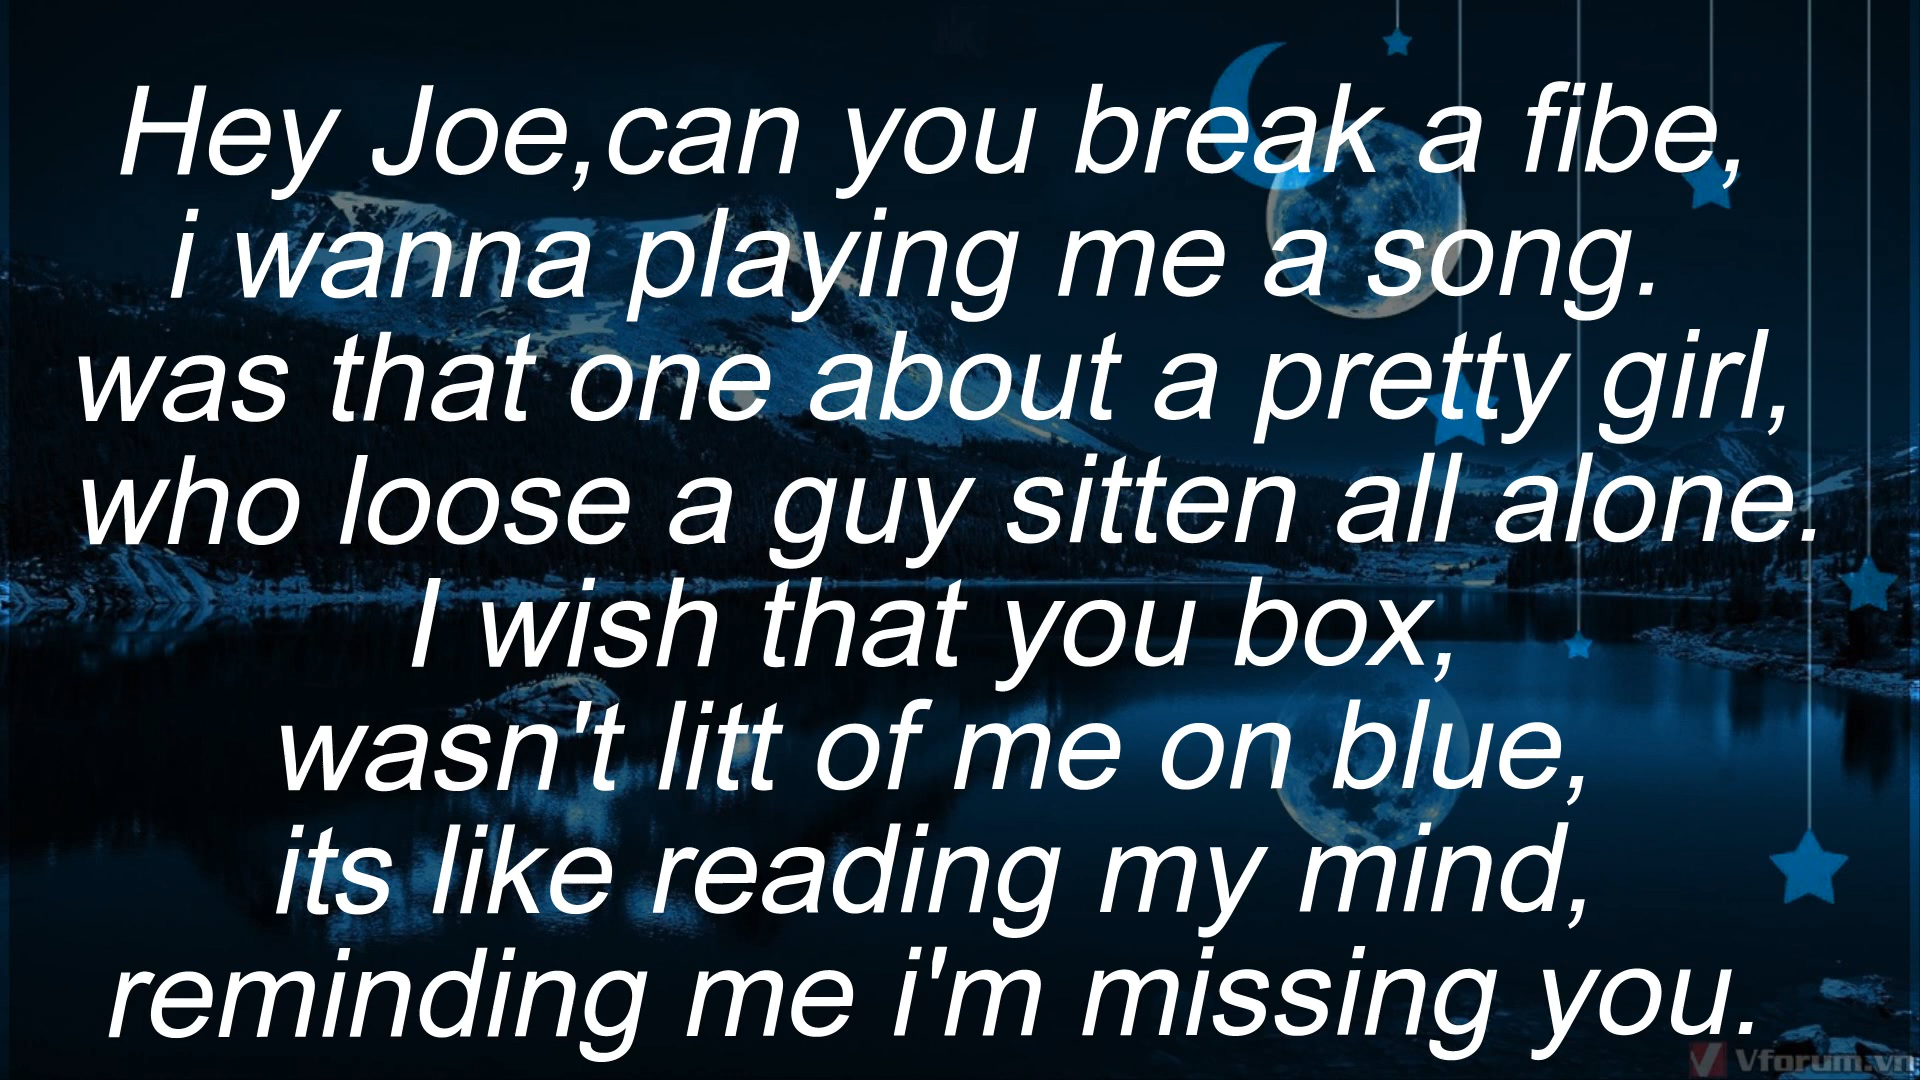 Hey Joe,can you break a fibe,
i wanna playing me a song.
was that one about a pretty girl,
who loose a guy sitten all alone.
I wish that you box,
wasn't litt of me on blue,
its like reading my mind,
reminding me i'm missing you.
Vforum.vn